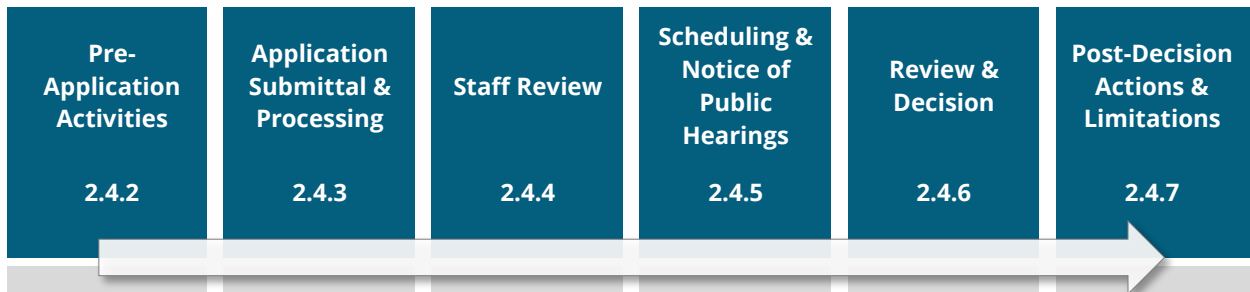 Pre-
Application
Activities
2.4.2
Application
Submittal &
Processing
2.4.3
Staff Review
2.4.4
Scheduling &
Notice of
Public
Hearings
2.4.5
Review &
Decision
2.4.6
Post-Decision
Actions &
Limitations
2.4.7